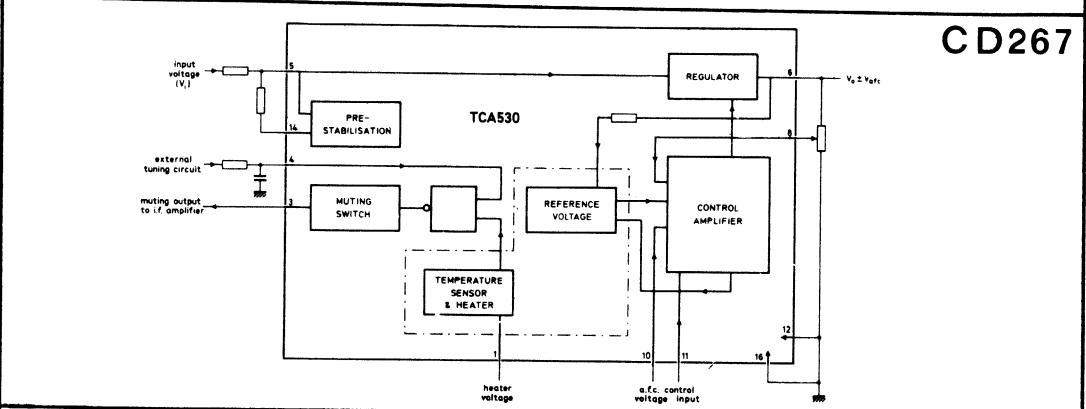 CD267
input
voltage
(Vi)
5
REGULATOR
6
Vo ± Vafc
PRE-
STABILISATION
14
TCA530
8
external
tuning circuit
4
muting output
to i.f. amplifier
3
MUTING
SWITCH
REFERENCE
VOLTAGE
CONTROL
AMPLIFIER
TEMPERATURE
SENSOR
& HEATER
12
1
10
11
16
heater
voltage
a.f.c. control
voltage input